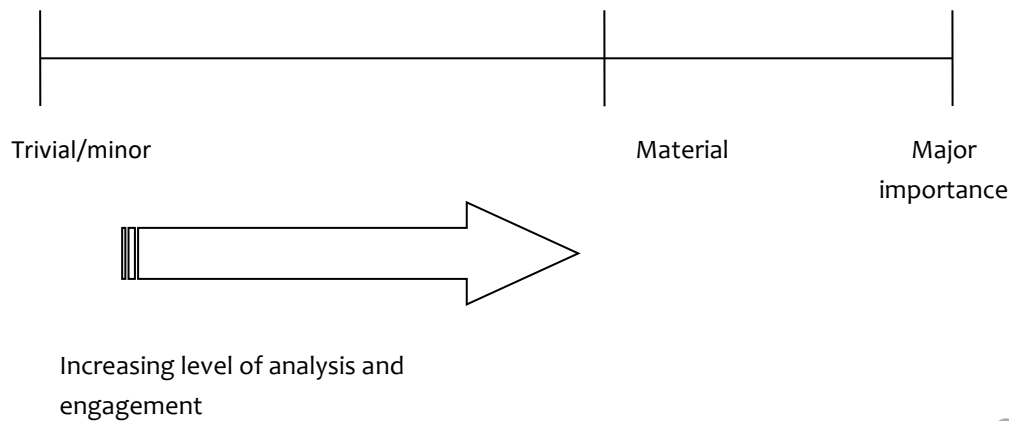 Trivial/minor
Material
Major
importance
Increasing level of analysis and
engagement